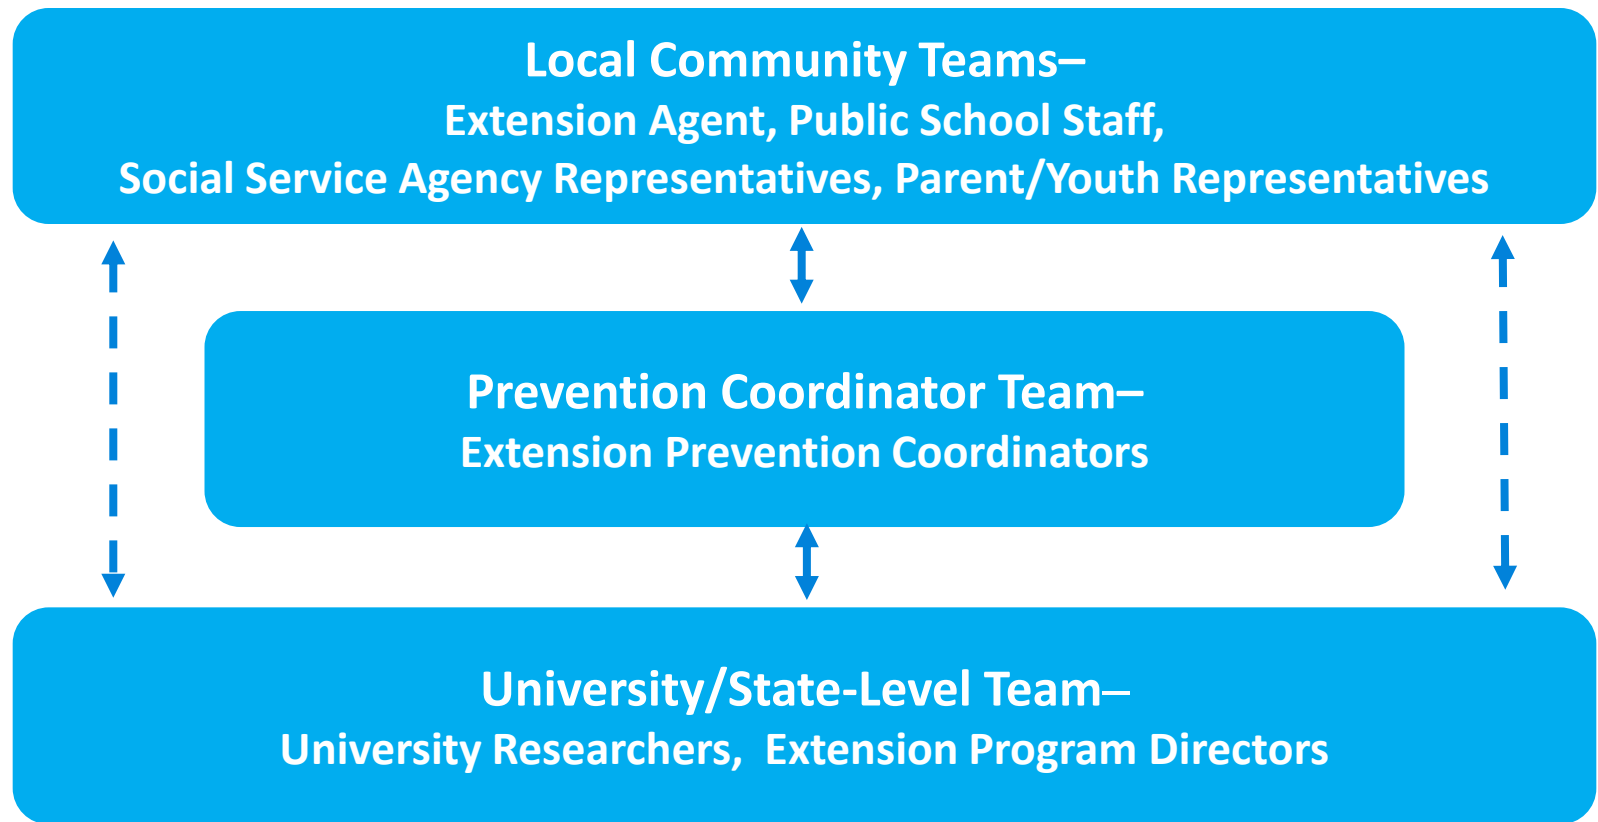 Local Community Teams–
Extension Agent, Public School Staff,
Social Service Agency Representatives, Parent/Youth Representatives
Prevention Coordinator Team–
Extension Prevention Coordinators
University/State-Level Team—
University Researchers,  Extension Program Directors